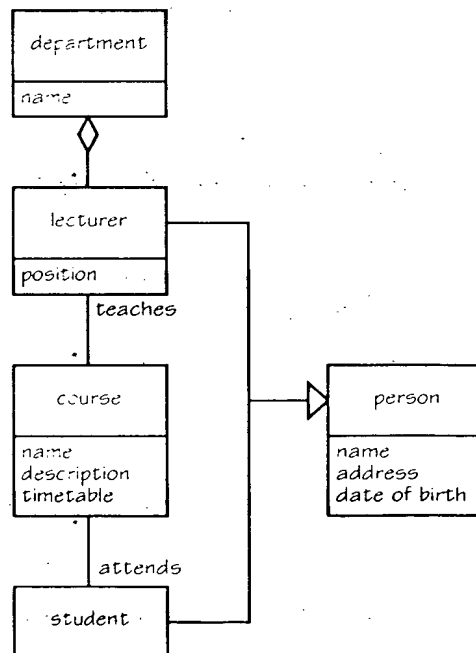 department
name
*
lecturer
position
teaches
*
course
name
description
timetable
person
name
address
date of birth
*
attends
student